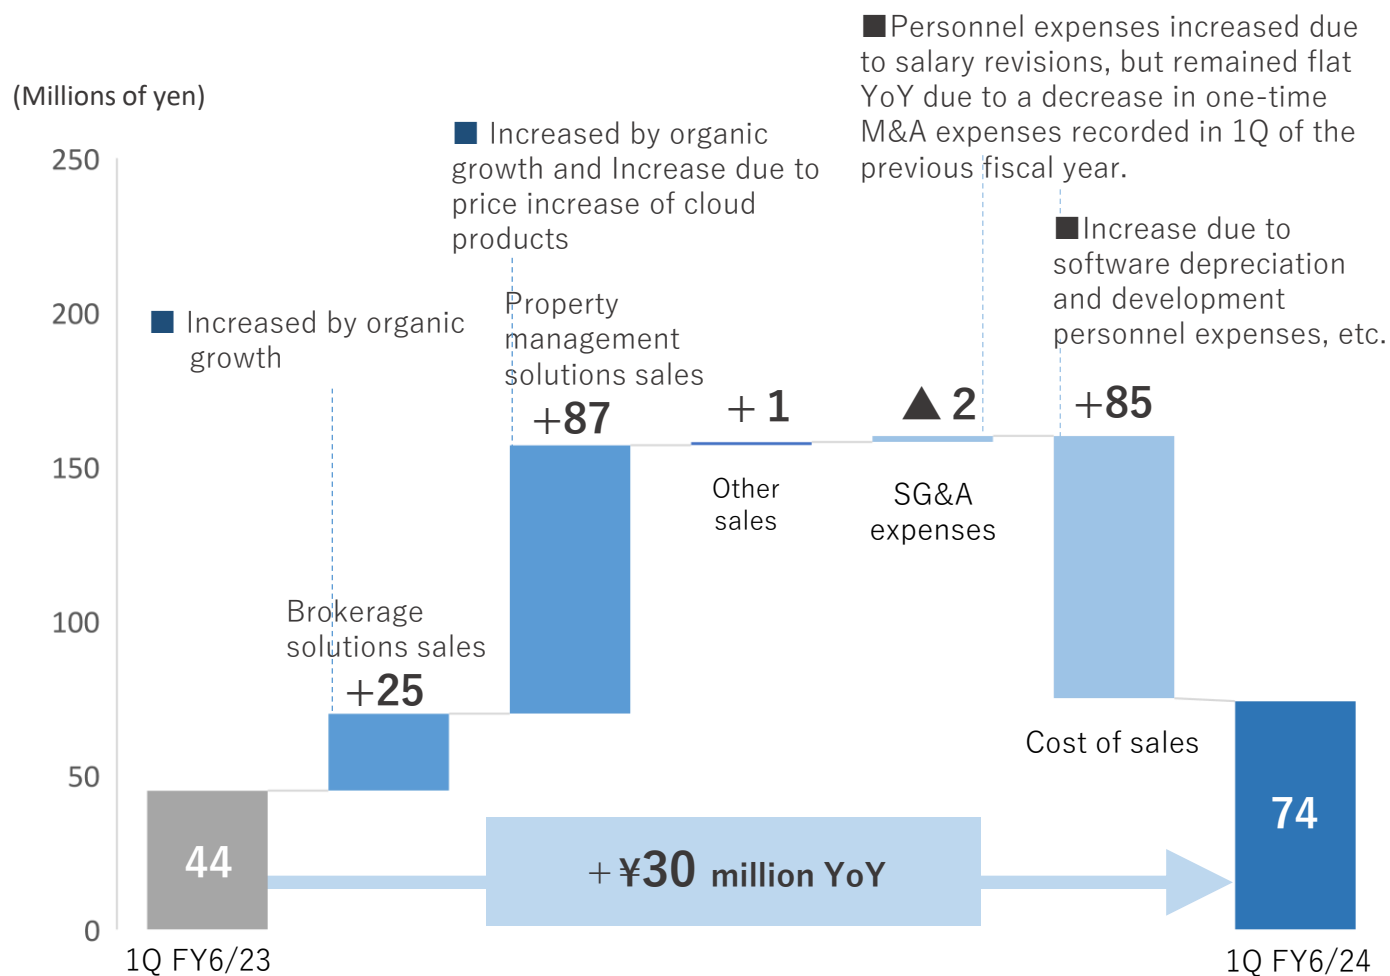 (Millions of yen)
■Personnel expenses increased due
to salary revisions, but remained flat
YoY due to a decrease in one-time
M&A expenses recorded in 1Q of the
previous fiscal year.
■ Increased by organic
growth and Increase due to
price increase of cloud
products
■Increase due to
software depreciation
and development
personnel expenses, etc.
■ Increased by organic
growth
Property
management
solutions sales
+87
+1
▲ 2
+85
Other
sales
SG&A
expenses
Brokerage
solutions sales
+25
Cost of sales
250
200
150
100
50
0
44
+ ¥30 million YoY
74
1Q FY6/23
1Q FY6/24